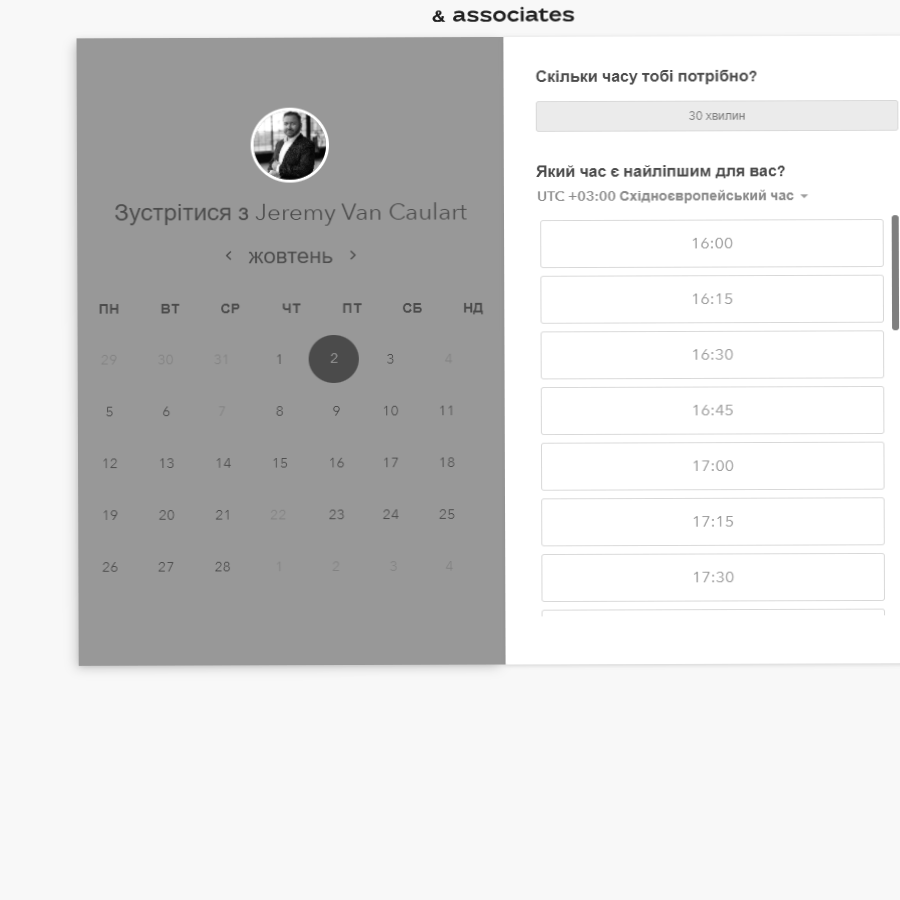 & associates
Зустрітися з Jeremy Van Caulart
жовтень
ПН ВТ СР ЧТ ПТ СБ НД
29 30 31 1 2 3 4
5 6 7 8 9 10 11
12 13 14 15 16 17 18
19 20 21 22 23 24 25
26 27 28 1 2 3 4
Скільки часу тобі потрібно?
30 хвилин
Який час є найліпшим для вас?
UTC +03:00 Східноєвропейський час
16:00
16:15
16:30
16:45
17:00
17:15
17:30